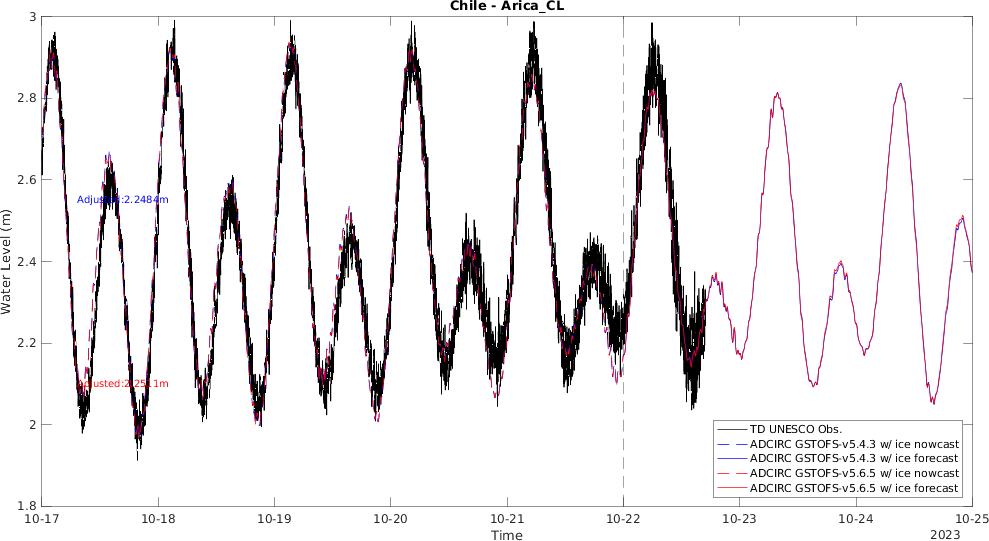 Chile - Arica_CL
3
2.8
2.6
2.4
2.2
2
1.8
Water Level (m)
Adjusted:2.2484m
Adjusted:2.2511m
TD UNESCO Obs.
ADCIRC GSTOFS-v5.4.3 w/ ice nowcast
ADCIRC GSTOFS-v5.4.3 w/ ice forecast
ADCIRC GSTOFS-v5.6.5 w/ ice nowcast
ADCIRC GSTOFS-v5.6.5 w/ ice forecast
10-17 10-18 10-19 10-20 10-21 10-22 10-23 10-24 10-25
Time
2023